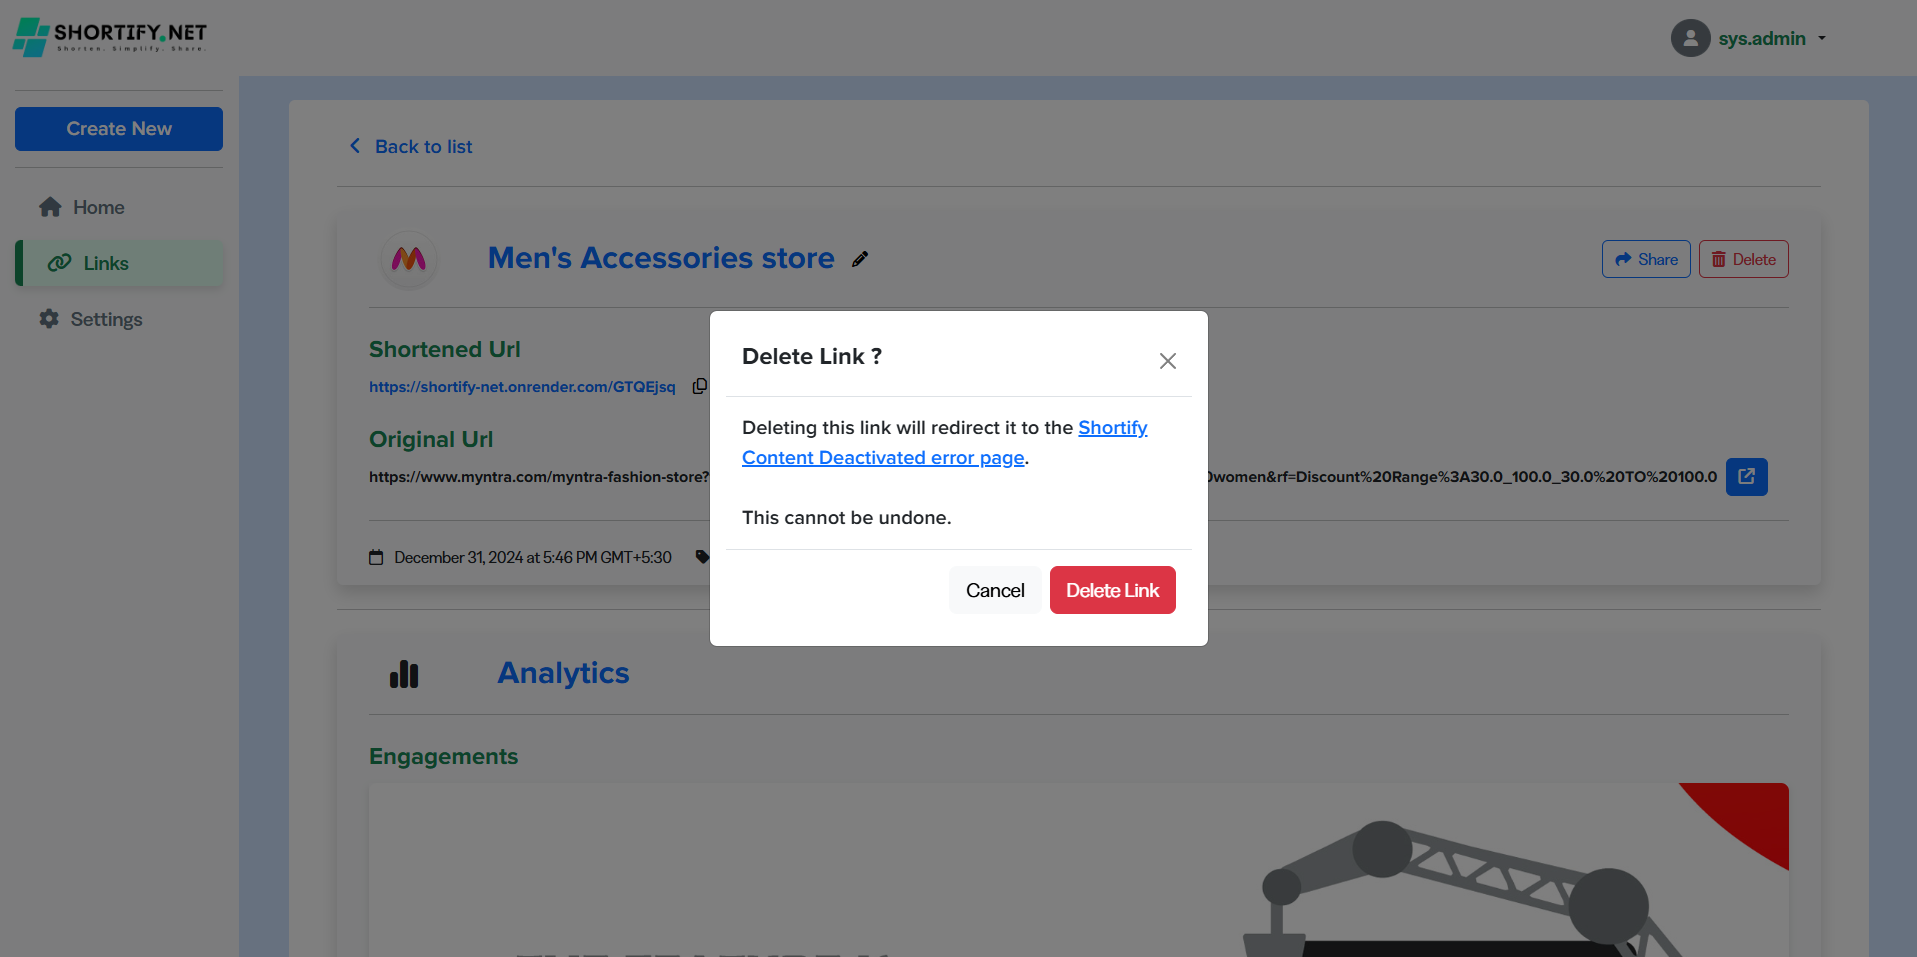 SHORTIFY.NET
Shorten. Simplify. Share.
sys.admin
Create New
Home
Links
Settings
Back to list
Men's Accessories store
Share
Delete
Shortened Url
https://shortify-net.onrender.com/GTQEjsq
Original Url
https://www.myntra.com/myntra-fashion-store?
women&rf=Discount%20Range%3A30.0_100.0_30.0%20TO%20100.0
December 31, 2024 at 5:46 PM GMT+5:30
Delete Link ?
Deleting this link will redirect it to the Shortify
Content Deactivated error page.
This cannot be undone.
Cancel
Delete Link
Analytics
Engagements